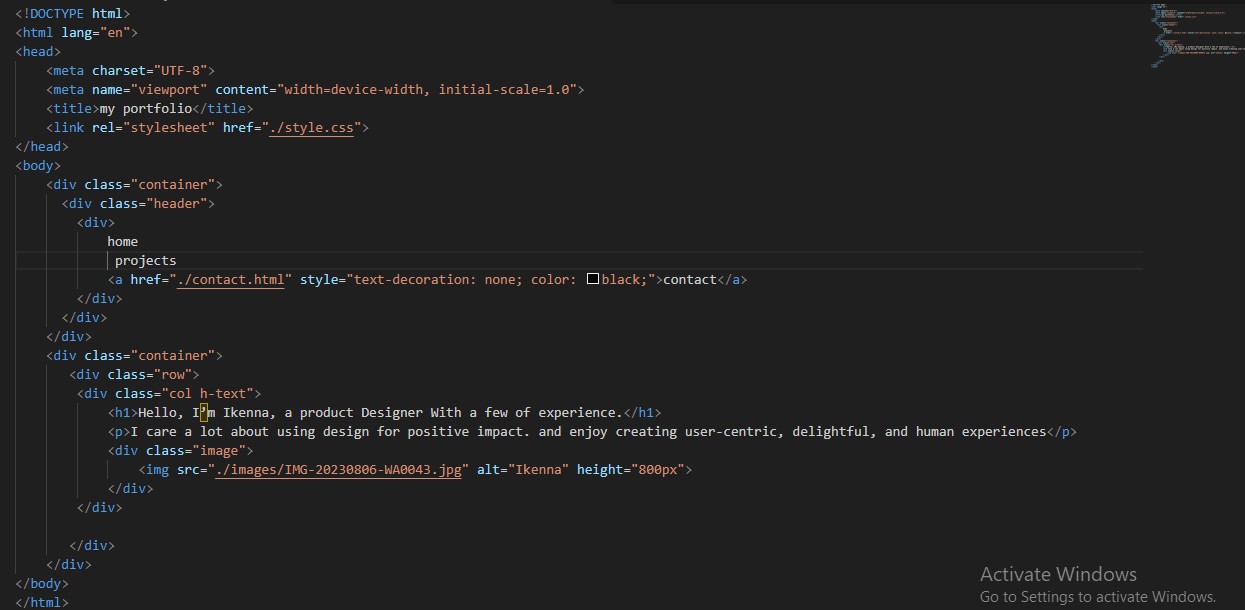 <!DOCTYPE html>
<html lang="en">
<head>
    <meta charset="UTF-8">
    <meta name="viewport" content="width=device-width, initial-scale=1.0">
    <title>my portfolio</title>
    <link rel="stylesheet" href="./style.css">
</head>
<body>
    <div class="container">
      <div class="header">
        <div>
            home
             projects
            <a href="./contact.html" style="text-decoration: none; color: black;">contact</a>
        </div>
      </div>
    </div>
    <div class="container">
       <div class="row">
        <div class="col h-text">
            <h1>Hello, I’m Ikenna, a product Designer With a few of experience.</h1>
            <p>I care a lot about using design for positive impact. and enjoy creating user-centric, delightful, and human experiences</p>
            <div class="image">
                <img src="./images/IMG-20230806-WA0043.jpg" alt="Ikenna" height="800px">
            </div>
        </div>

       </div>
    </div>
</body>
</html>
Activate Windows
Go to Settings to activate Windows.